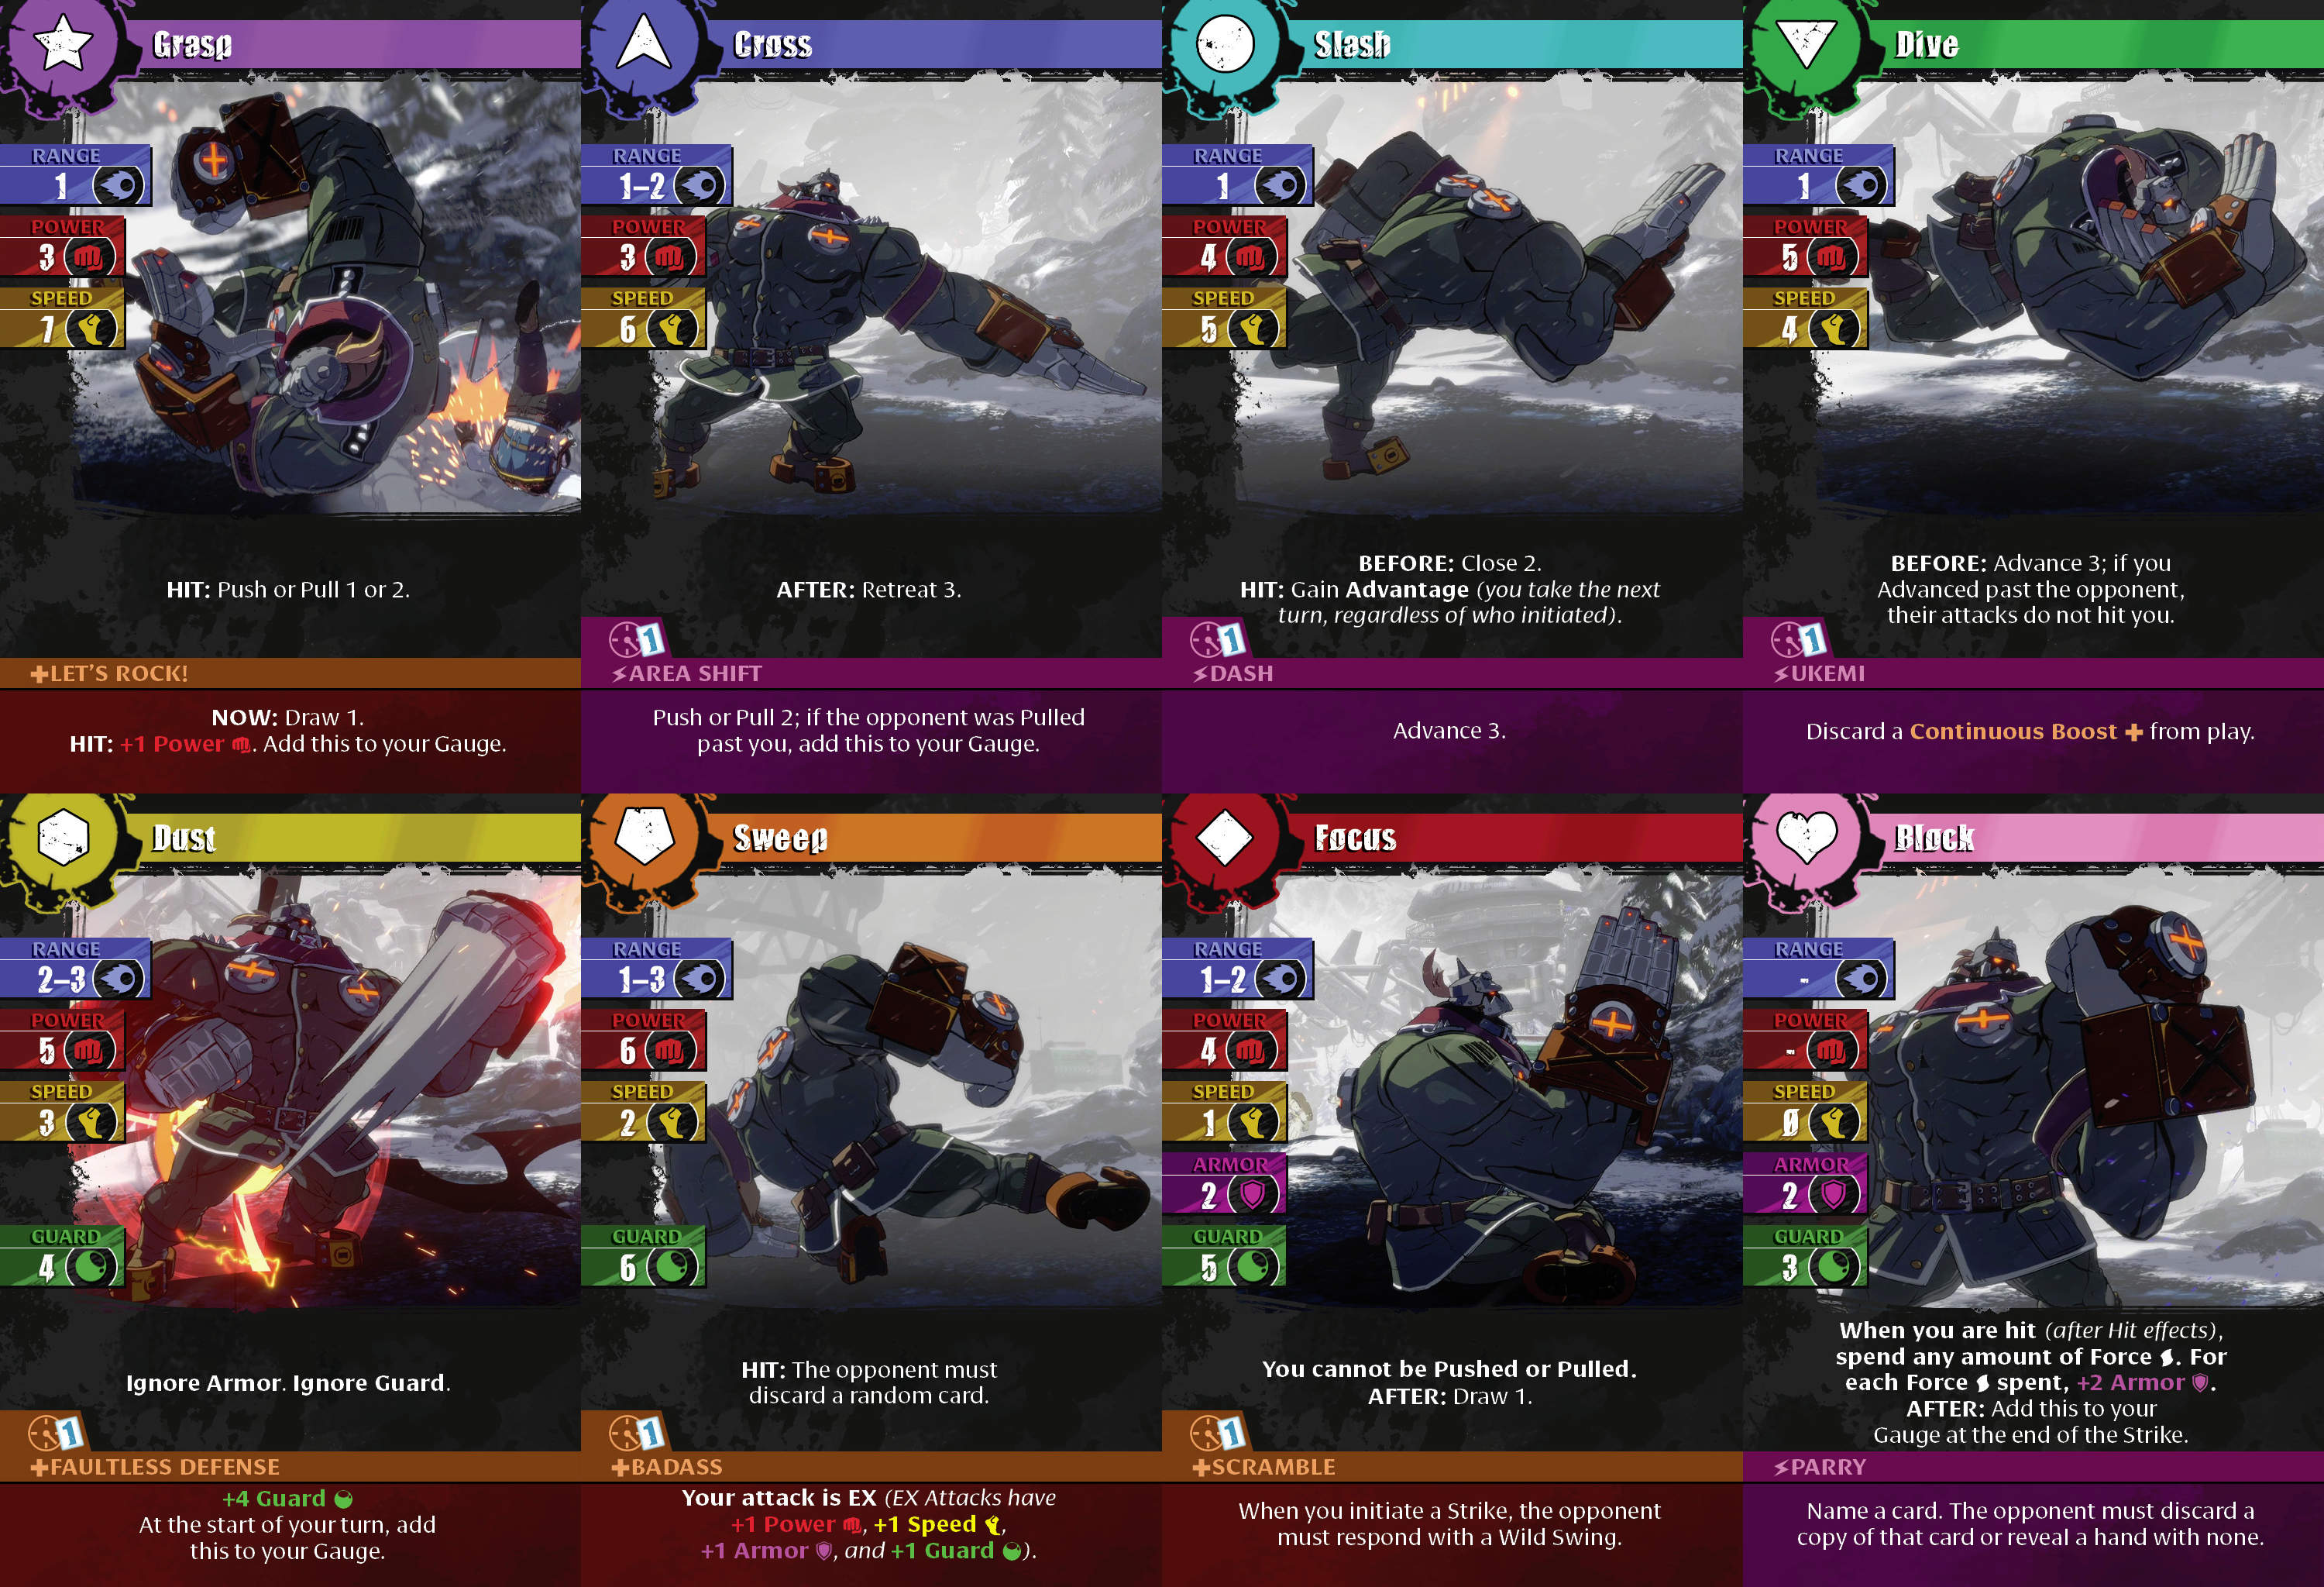 Grasp
RANGE
1
POWER
3
SPEED
7
HIT: Push or Pull 1 or 2.
+LET'S ROCK!
NOW: Draw 1.
HIT: +1 Power. Add this to your Gauge.
Cross
RANGE
1–2
POWER
3
SPEED
6
AFTER: Retreat 3.
1
AREA SHIFT
Push or Pull 2; if the opponent was Pulled
past you, add this to your Gauge.
Slash
RANGE
1
POWER
4
SPEED
5
BEFORE: Close 2.
HIT: Gain Advantage (you take the next
turn, regardless of who initiated).
1
DASH
Advance 3.
Dive
RANGE
1
POWER
5
SPEED
4
BEFORE: Advance 3; if you
Advanced past the opponent,
their attacks do not hit you.
1
UKEMI
Discard a Continuous Boost + from play.
Dust
RANGE
2–3
POWER
5
SPEED
3
GUARD
4
Ignore Armor. Ignore Guard.
1
+FAULTLESS DEFENSE
+4 Guard
At the start of your turn, add
this to your Gauge.
Sweep
RANGE
1–3
POWER
6
SPEED
2
GUARD
6
HIT: The opponent must
discard a random card.
1
+BADASS
Your attack is EX (EX Attacks have
+1 Power, +1 Speed,
+1 Armor, and +1 Guard).
Focus
RANGE
1–2
POWER
4
SPEED
1
ARMOR
2
GUARD
5
You cannot be Pushed or Pulled.
AFTER: Draw 1.
1
+SCRAMBLE
When you initiate a Strike, the opponent
must respond with a Wild Swing.
Block
RANGE
-
POWER
-
SPEED
0
ARMOR
2
GUARD
3
When you are hit (after Hit effects),
spend any amount of Force. For
each Force spent, +2 Armor.
AFTER: Add this to your
Gauge at the end of the Strike.
PARRY
Name a card. The opponent must discard a
copy of that card or reveal a hand with none.